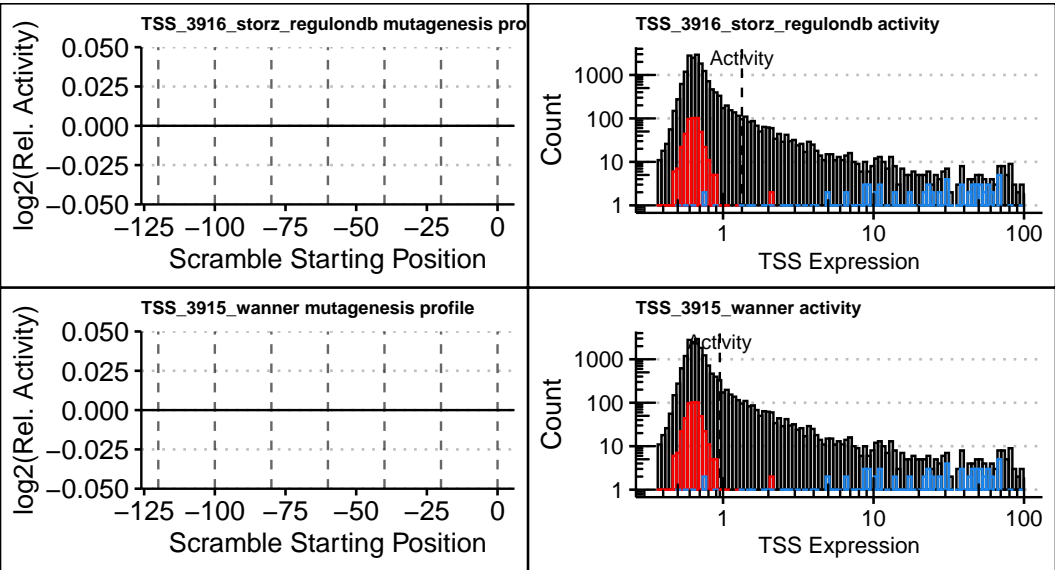 TSS_3916_storz_regulondb mutagenesis pro
log2(Rel. Activity)
0.050
0.025
0.000
−0.025
−0.050
−125 −100 −75 −50 −25 0
Scramble Starting Position
TSS_3916_storz_regulondb activity
Activity
Count
1000
100
10
1
1 10 100
TSS Expression
TSS_3915_wanner mutagenesis profile
log2(Rel. Activity)
0.050
0.025
0.000
−0.025
−0.050
−125 −100 −75 −50 −25 0
Scramble Starting Position
TSS_3915_wanner activity
Activity
Count
1000
100
10
1
1 10 100
TSS Expression